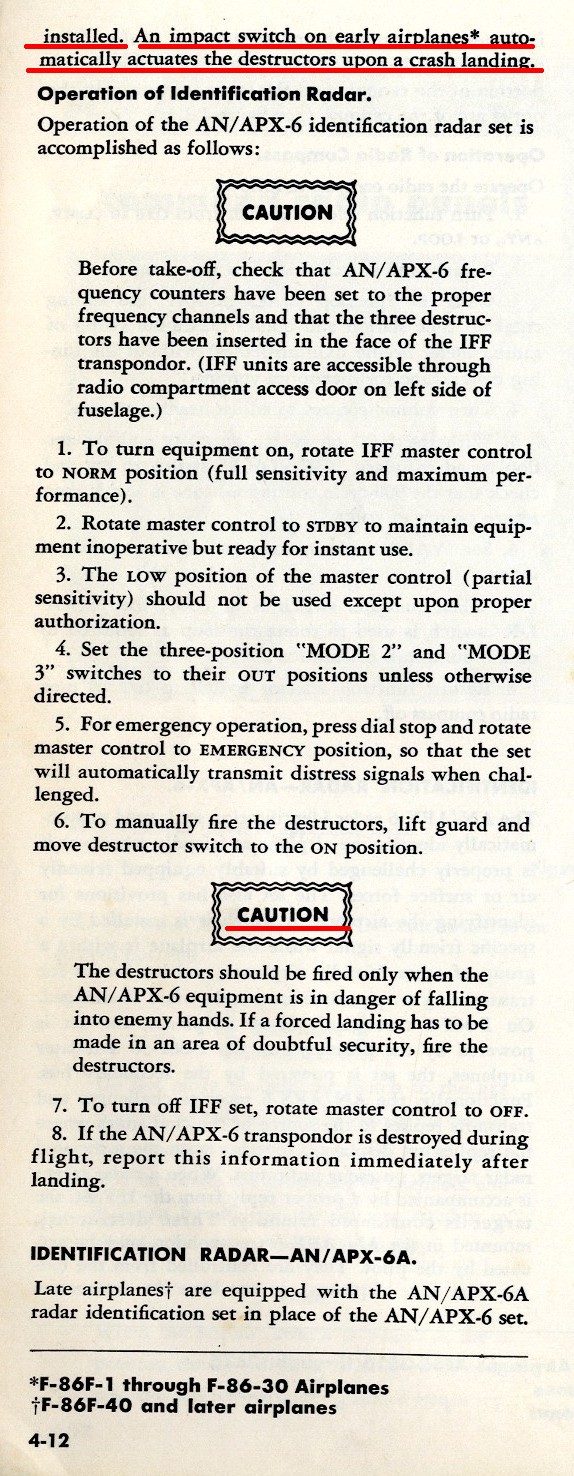 installed. An impact switch on early airplanes* auto-
matically actuates the destructors upon a crash landing.
Operation of Identification Radar.
Operation of the AN/APX-6 identification radar set is
accomplished as follows:
CAUTION
Before take-off, check that AN/APX-6 fre-
quency counters have been set to the proper
frequency channels and that the three destruc-
tors have been inserted in the face of the IFF
transpondor. (IFF units are accessible through
radio compartment access door on left side of
fuselage.)
1. To turn equipment on, rotate IFF master control
to NORM position (full sensitivity and maximum per-
formance).
2. Rotate master control to STDBY to maintain equip-
ment inoperative but ready for instant use.
3. The LOW position of the master control (partial
sensitivity) should not be used except upon proper
authorization.
4. Set the three-position "MODE 2" and "MODE
3" switches to their OUT positions unless otherwise
directed.
5. For emergency operation, press dial stop and rotate
master control to EMERGENCY position, so that the set
will automatically transmit distress signals when chal-
lenged.
6. To manually fire the destructors, lift guard and
move destructor switch to the ON position.
CAUTION
The destructors should be fired only when the
AN/APX-6 equipment is in danger of falling
into enemy hands. If a forced landing has to be
made in an area of doubtful security, fire the
destructors.
7. To turn off IFF set, rotate master control to OFF.
8. If the AN/APX-6 transpondor is destroyed during
flight, report this information immediately after
landing.
IDENTIFICATION RADAR—AN/APX-6A.
Late airplanes† are equipped with the AN/APX-6A
radar identification set in place of the AN/APX-6 set.
*F-86F-1 through F-86-30 Airplanes
†F-86F-40 and later airplanes
4-12